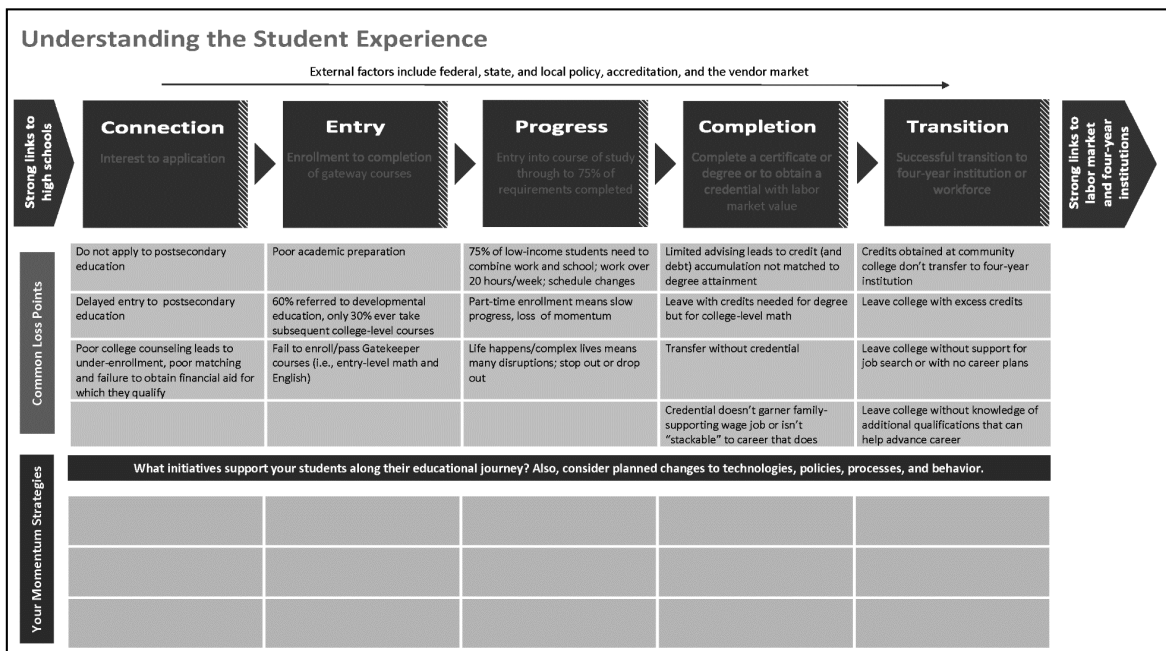 Understanding the Student Experience
External factors include federal, state, and local policy, accreditation, and the vendor market
Strong links to
high schools
Connection
Interest to application
Entry
Enrollment to completion
of gateway courses
Progress
Entry into course of study
through to 75% of
requirements completed
Completion
Complete a certificate or
degree or to obtain a
credential with labor
market value
Transition
Successful transition to
four-year institution or
workforce
Strong links to
labor market
and four-year
institutions
Common Loss Points
Do not apply to postsecondary
education
Poor academic preparation
75% of low-income students need to
combine work and school; work over
20 hours/week; schedule changes
Limited advising leads to credit (and
debt) accumulation not matched to
degree attainment
Credits obtained at community
college don't transfer to four-year
institution
Delayed entry to postsecondary
education
60% referred to developmental
education, only 30% ever take
subsequent college-level courses
Part-time enrollment means slow
progress, loss of momentum
Leave with credits needed for degree
but for college-level math
Leave college with excess credits
Poor college counseling leads to
under-enrollment, poor matching
and failure to obtain financial aid for
which they qualify
Fail to enroll/pass Gatekeeper
courses (i.e., entry-level math and
English)
Life happens/complex lives means
many disruptions; stop out or drop
out
Transfer without credential
Leave college without support for
job search or with no career plans
Credential doesn't garner family-
supporting wage job or isn't
"stackable" to career that does
Leave college without knowledge of
additional qualifications that can
help advance career
Your Momentum Strategies
What initiatives support your students along their educational journey? Also, consider planned changes to technologies, policies, processes, and behavior.